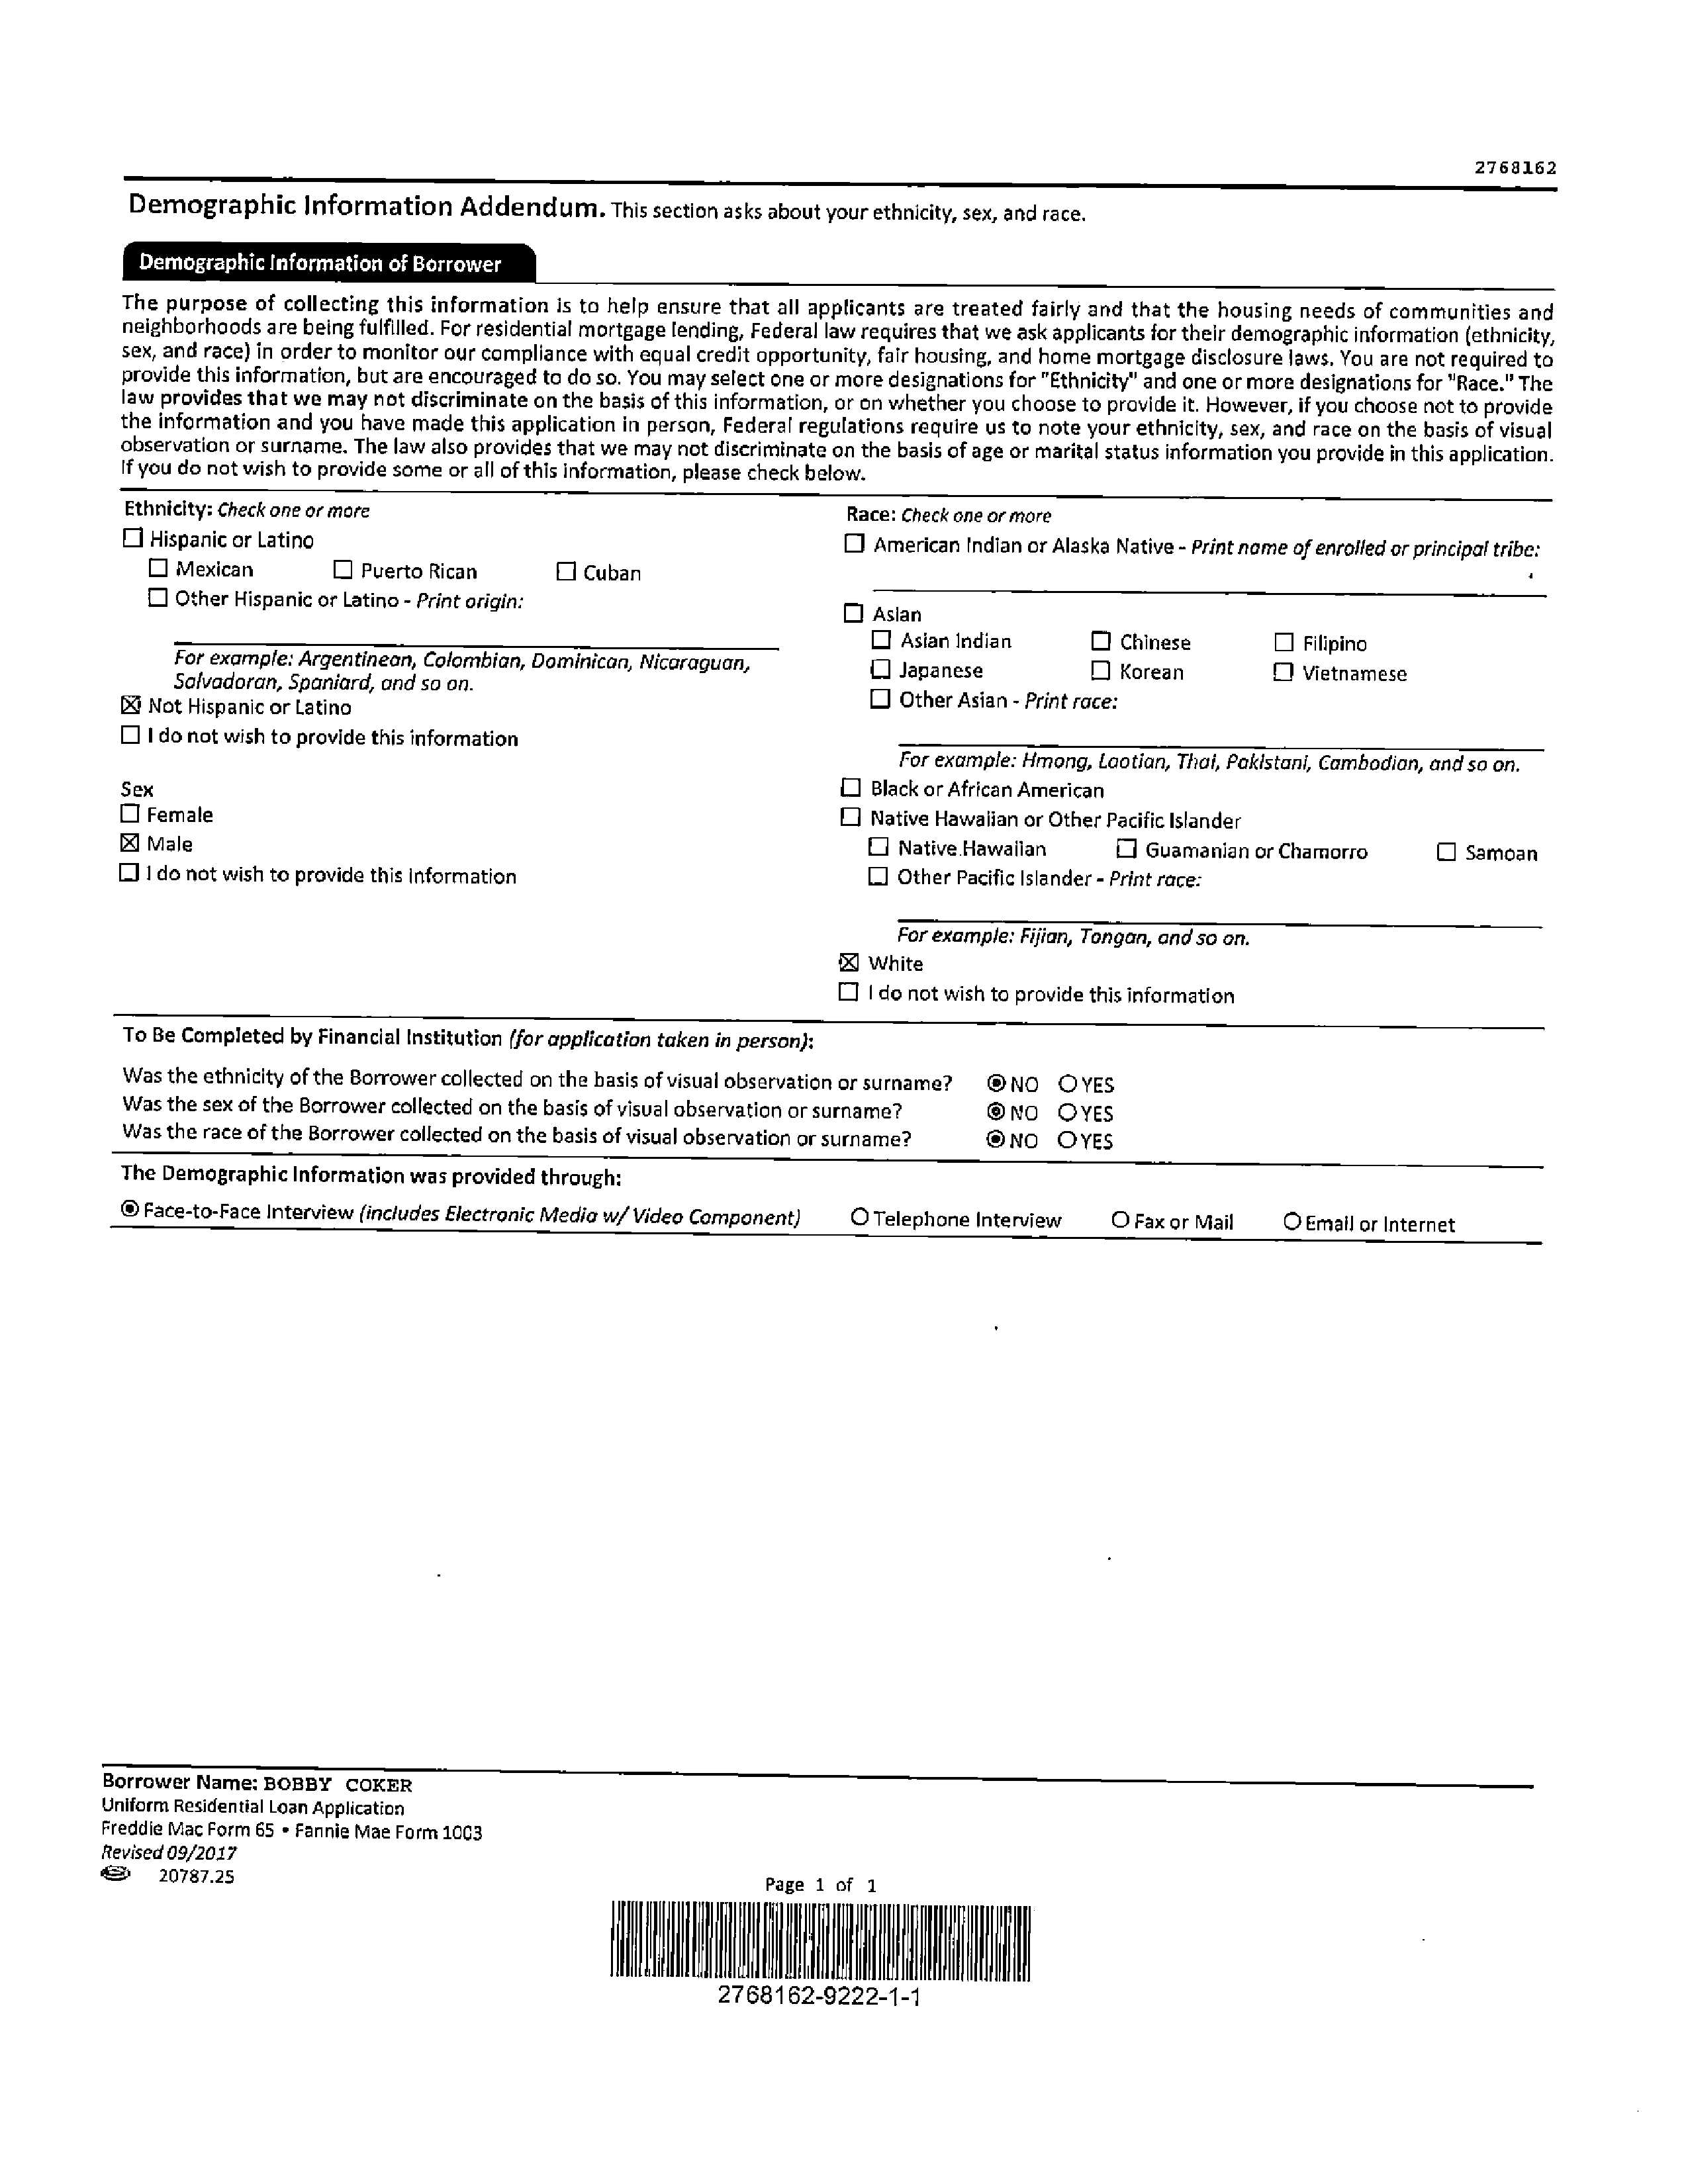 2768162
Demographic Information Addendum. This section asks about your ethnicity, sex, and race.
Demographic Information of Borrower
The purpose of collecting this information is to help ensure that all applicants are treated fairly and that the housing needs of communities and
neighborhoods are being fulfilled. For residential mortgage lending, Federal law requires that we ask applicants for their demographic information (ethnicity,
sex, and race) in order to monitor our compliance with equal credit opportunity, fair housing, and home mortgage disclosure laws. You are not required to
provide this information, but are encouraged to do so. You may select one or more designations for "Ethnicity" and one or more designations for "Race." The
law provides that we may not discriminate on the basis of this information, or on whether you choose to provide it. However, if you choose not to provide
the information and you have made this application in person, Federal regulations require us to note your ethnicity, sex, and race on the basis of visual
observation or surname. The law also provides that we may not discriminate on the basis of age or marital status information you provide in this application.
If you do not wish to provide some or all of this information, please check below.
Ethnicity: Check one or more
☐ Hispanic or Latino
☐ Mexican ☐ Puerto Rican ☐ Cuban
☐ Other Hispanic or Latino - Print origin:
For example: Argentinean, Colombian, Dominican, Nicaraguan,
Salvadoran, Spaniard, and so on.
☒ Not Hispanic or Latino
☐ I do not wish to provide this information
Sex
☐ Female
☒ Male
☐ I do not wish to provide this information
Race: Check one or more
☐ American Indian or Alaska Native - Print name of enrolled or principal tribe:
☐ Asian
☐ Asian Indian ☐ Chinese ☐ Filipino
☐ Japanese ☐ Korean ☐ Vietnamese
☐ Other Asian - Print race:
For example: Hmong, Laotian, Thai, Pakistani, Cambodian, and so on.
☐ Black or African American
☐ Native Hawaiian or Other Pacific Islander
☐ Native Hawaiian ☐ Guamanian or Chamorro ☐ Samoan
☐ Other Pacific Islander - Print race:
For example: Fijian, Tongan, and so on.
☒ White
☐ I do not wish to provide this information
To Be Completed by Financial Institution (for application taken in person):
Was the ethnicity of the Borrower collected on the basis of visual observation or surname? ◉ NO ○ YES
Was the sex of the Borrower collected on the basis of visual observation or surname? ◉ NO ○ YES
Was the race of the Borrower collected on the basis of visual observation or surname? ◉ NO ○ YES
The Demographic Information was provided through:
◉ Face-to-Face Interview (includes Electronic Media w/ Video Component) ○ Telephone Interview ○ Fax or Mail ○ Email or Internet
Borrower Name: BOBBY COKER
Uniform Residential Loan Application
Freddie Mac Form 65 • Fannie Mae Form 1003
Revised 09/2017
20787.25
Page 1 of 1
2768162-9222-1-1